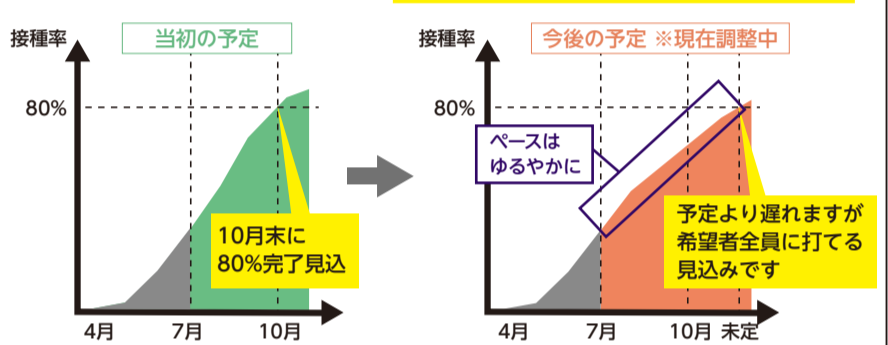 接種率
当初の予定
80%
10月末に
80%完了見込
4月
7月
10月
接種率
今後の予定 ※現在調整中
80%
ペースは
ゆるやかに
予定より遅れますが
希望者全員に打てる
見込みです
4月
7月
10月
未定